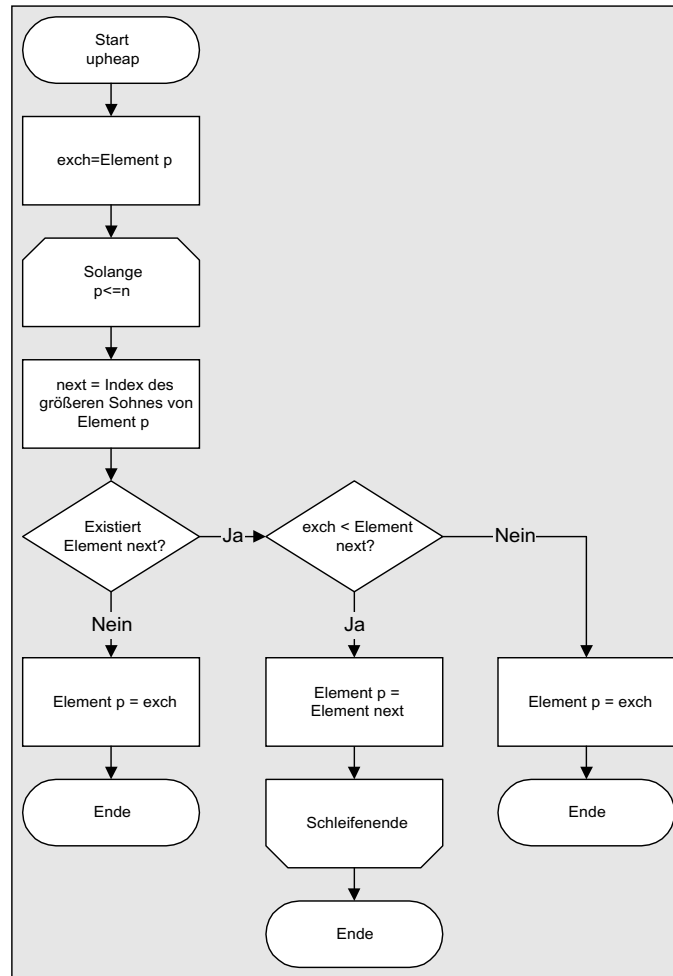 Start
upheap
exch=Element p
Solange
p<=n
next = Index des
größeren Sohnes von
Element p
Existiert
Element next?
Ja
exch < Element
next?
Nein
Nein
Ja
Element p = exch
Element p =
Element next
Element p = exch
Ende
Schleifenende
Ende
Ende